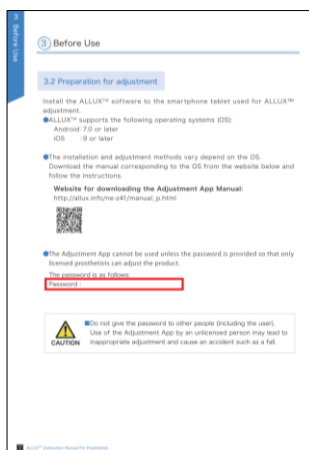 3 Before Use
3 Before Use
3.2 Preparation for adjustment
Install the ALLUX™ software to the smartphone tablet used for ALLUX™
adjustment.
●ALLUX™ supports the following operating systems (OS):
Android: 7.0 or later
iOS : 9 or later
●The installation and adjustment methods vary depend on the OS.
Download the manual corresponding to the OS from the website below and
follow the instructions.
Website for downloading the Adjustment App Manual:
http://allux.info/ne-z41/manual_p.html
●The Adjustment App cannot be used unless the password is provided so that only
licensed prosthetists can adjust the product.
The password is as follows:
Password :
■Do not give the password to other people (including the user).
Use of the Adjustment App by an unlicensed person may lead to
inappropriate adjustment and cause an accident such as a fall.
CAUTION
ALLUX™ Instruction Manual for Prosthetists